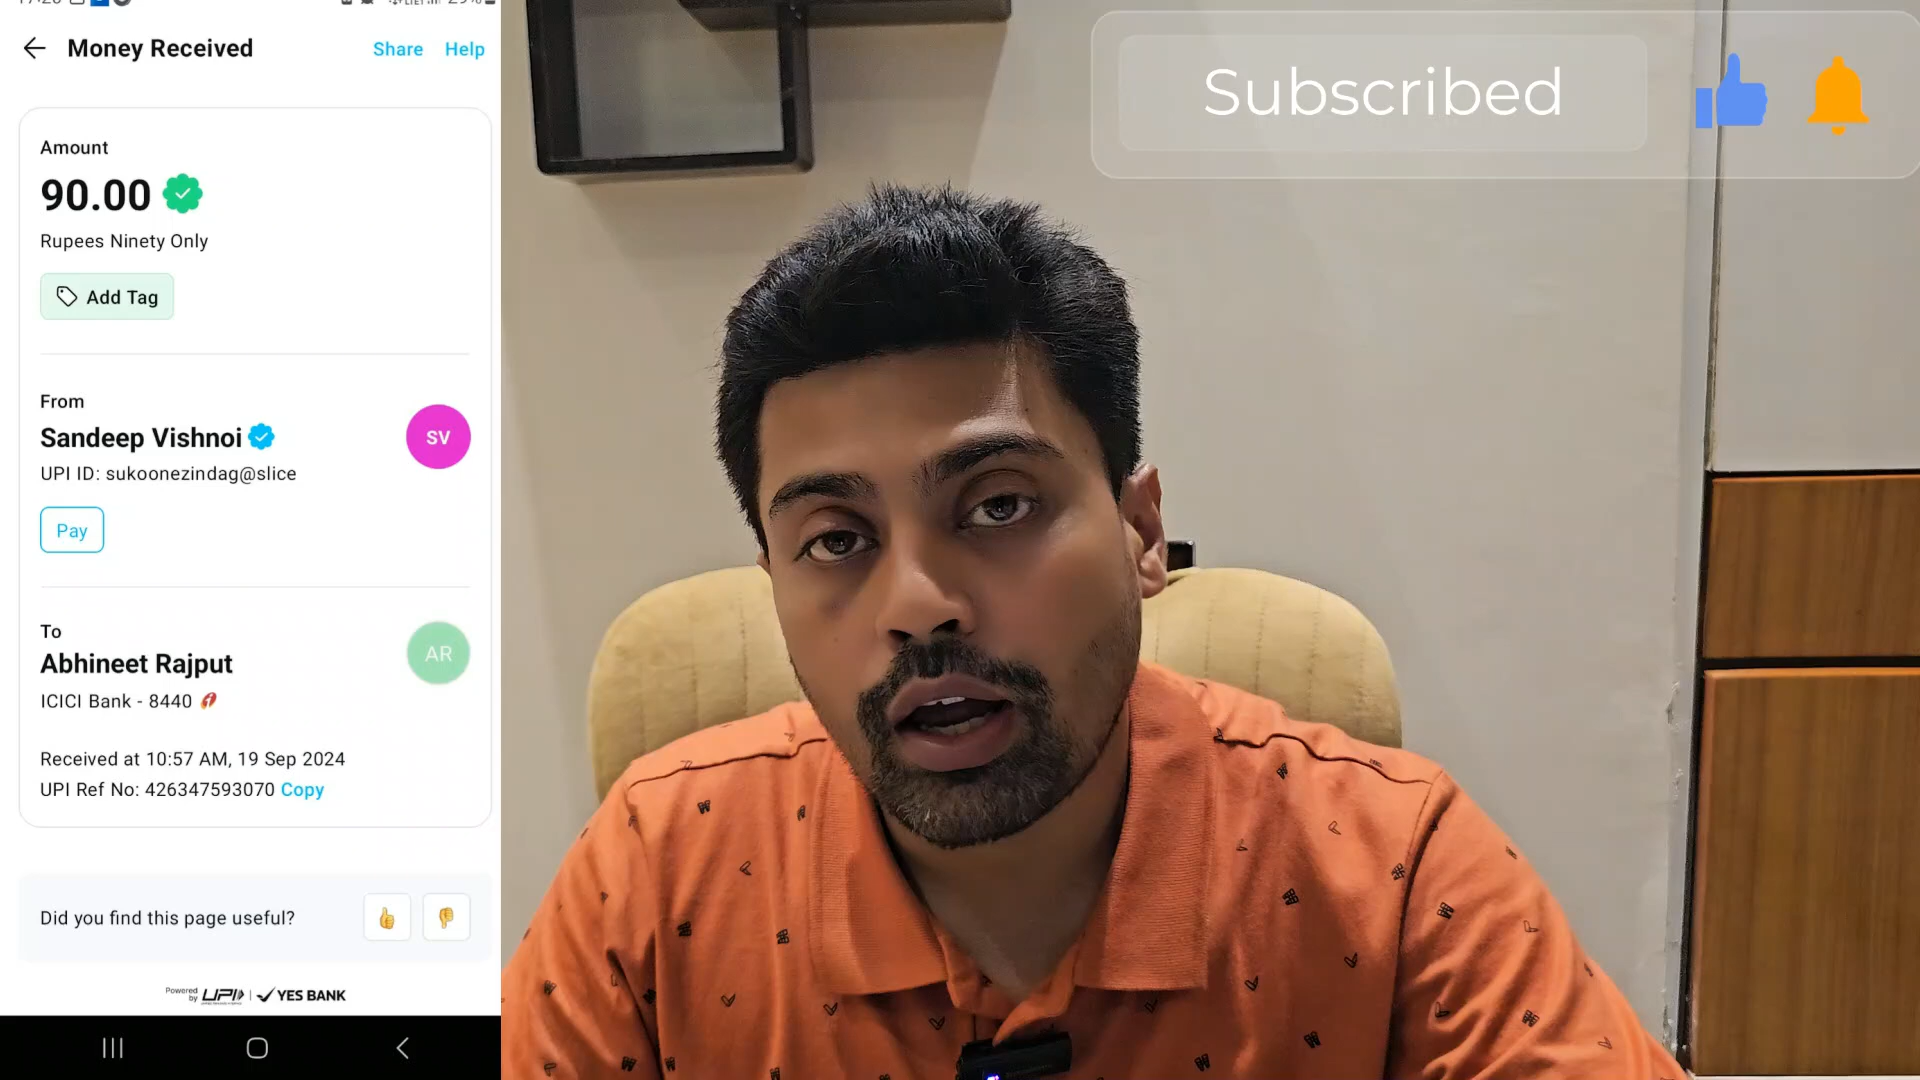 Money Received
Share Help
Amount
90.00
Rupees Ninety Only
Add Tag
From
Sandeep Vishnoi
SV
UPI ID: sukoonezindag@slice
Pay
To
Abhineet Rajput
AR
ICICI Bank - 8440
Received at 10:57 AM, 19 Sep 2024
UPI Ref No: 426347593070 Copy
Did you find this page useful?
Powered by UPI | YES BANK
Subscribed